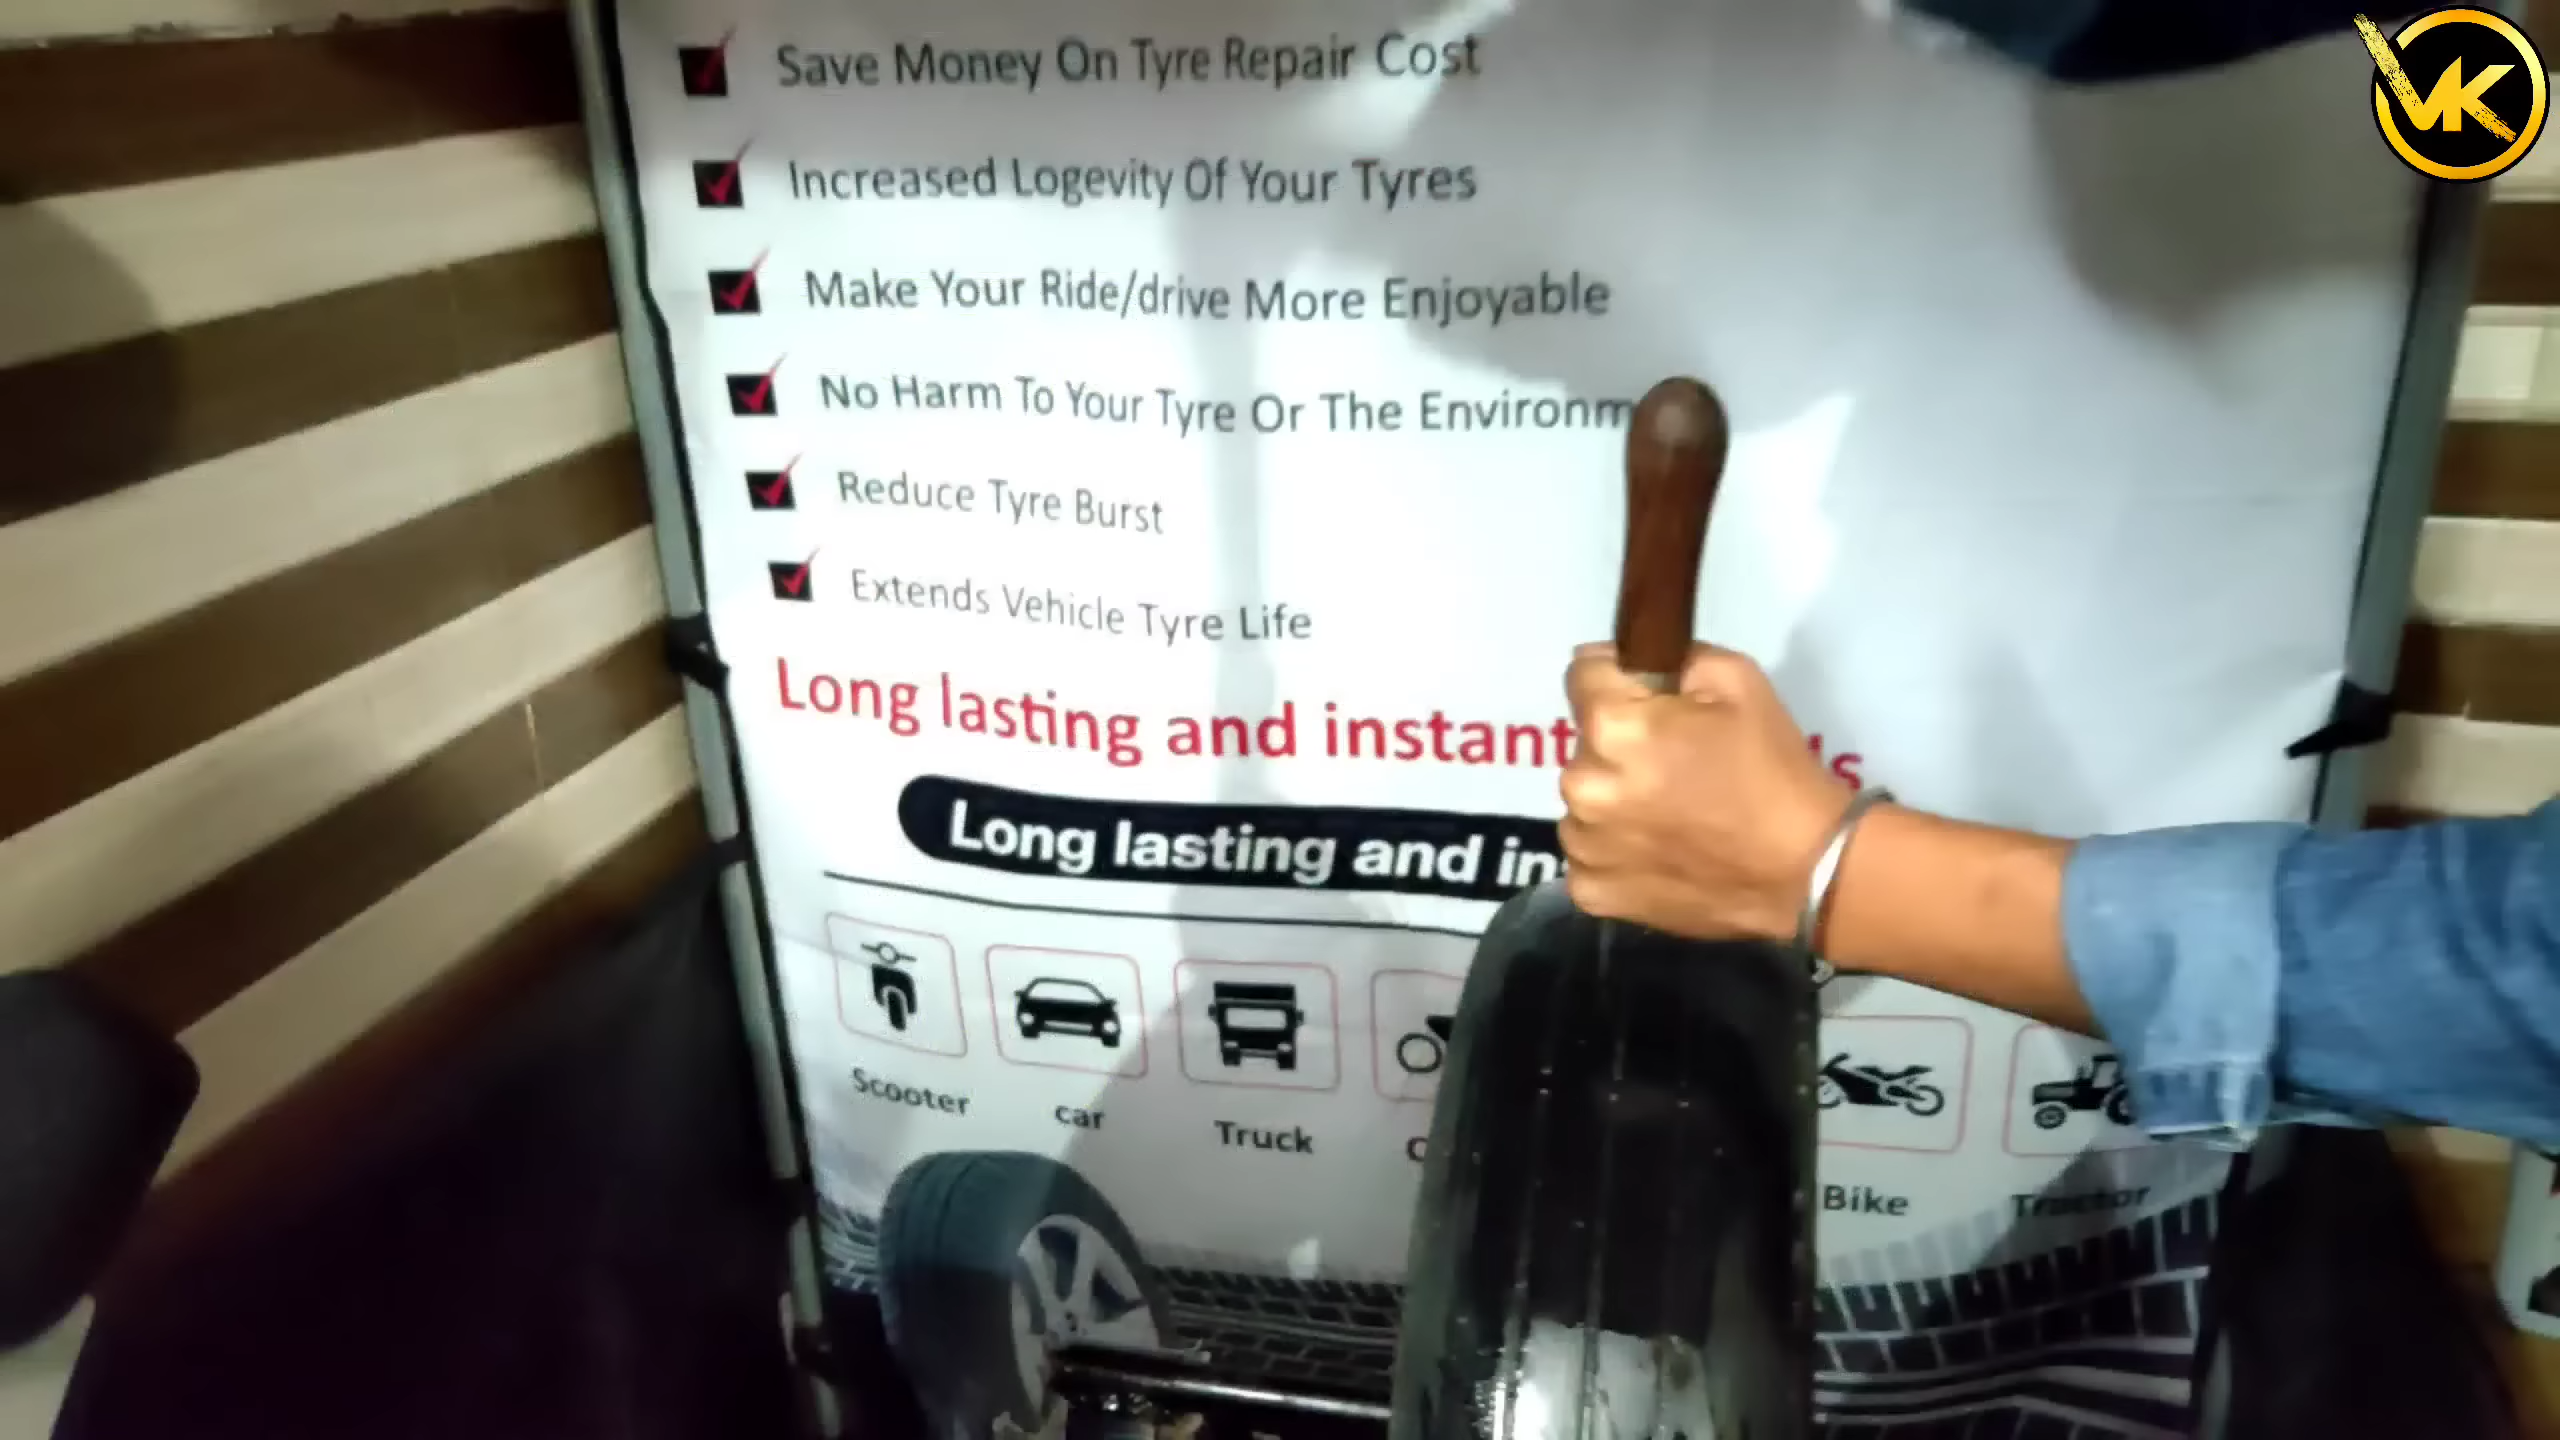 VK
Save Money On Tyre Repair Cost
Increased Logevity Of Your Tyres
Make Your Ride/drive More Enjoyable
No Harm To Your Tyre Or The Environm
Reduce Tyre Burst
Extends Vehicle Tyre Life
Long lasting and instant
Long lasting and
Scooter
car
Truck
Bike
Tractor